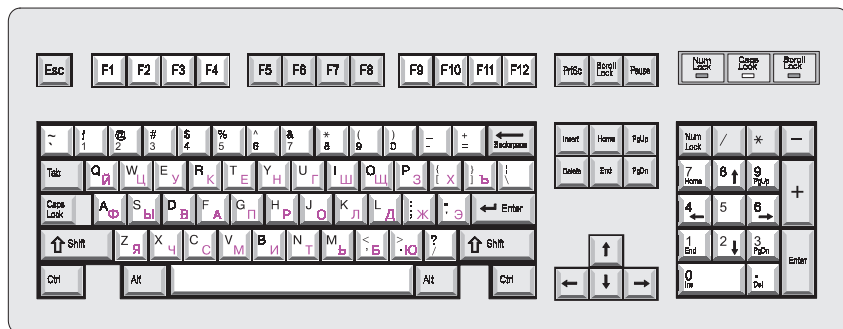 Esc F1 F2 F3 F4 F5 F6 F7 F8 F9 F10 F11 F12 PrtSc Scroll Lock Pause Num Lock Caps Lock Scroll Lock
~ ` ! 1 @ 2 # 3 $ 4 % 5 ^ 6 & 7 * 8 ( 9 ) 0 _ - + = Backspace Insert Home PgUp Num Lock / * -
Tab Q Й W Ц E У R К T Е Y Н U Г I Ш O Щ P З { [ Х } ] Ъ | \ Delete End PgDn 7 Home 8 ↑ 9 PgUp +
Caps Lock A Ф S Ы D В F А G П H Р J О K Л L Д : ; Ж " ' Э ↵ Enter 4 ← 5 6 →
⇧ Shift Z Я X Ч C С V М B И N Т M Ь < , Б > . Ю ? / ⇧ Shift ↑ 1 End 2 ↓ 3 PgDn Enter
Ctrl Alt Alt Ctrl ← ↓ → 0 Ins . Del